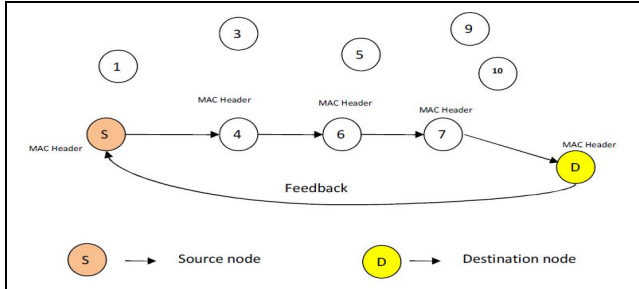 9
3
5
1
10
MAC Header
MAC Header
MAC Header
S
4
6
7
MAC Header
MAC Header
D
Feedback
S
Source node
D
Destination node